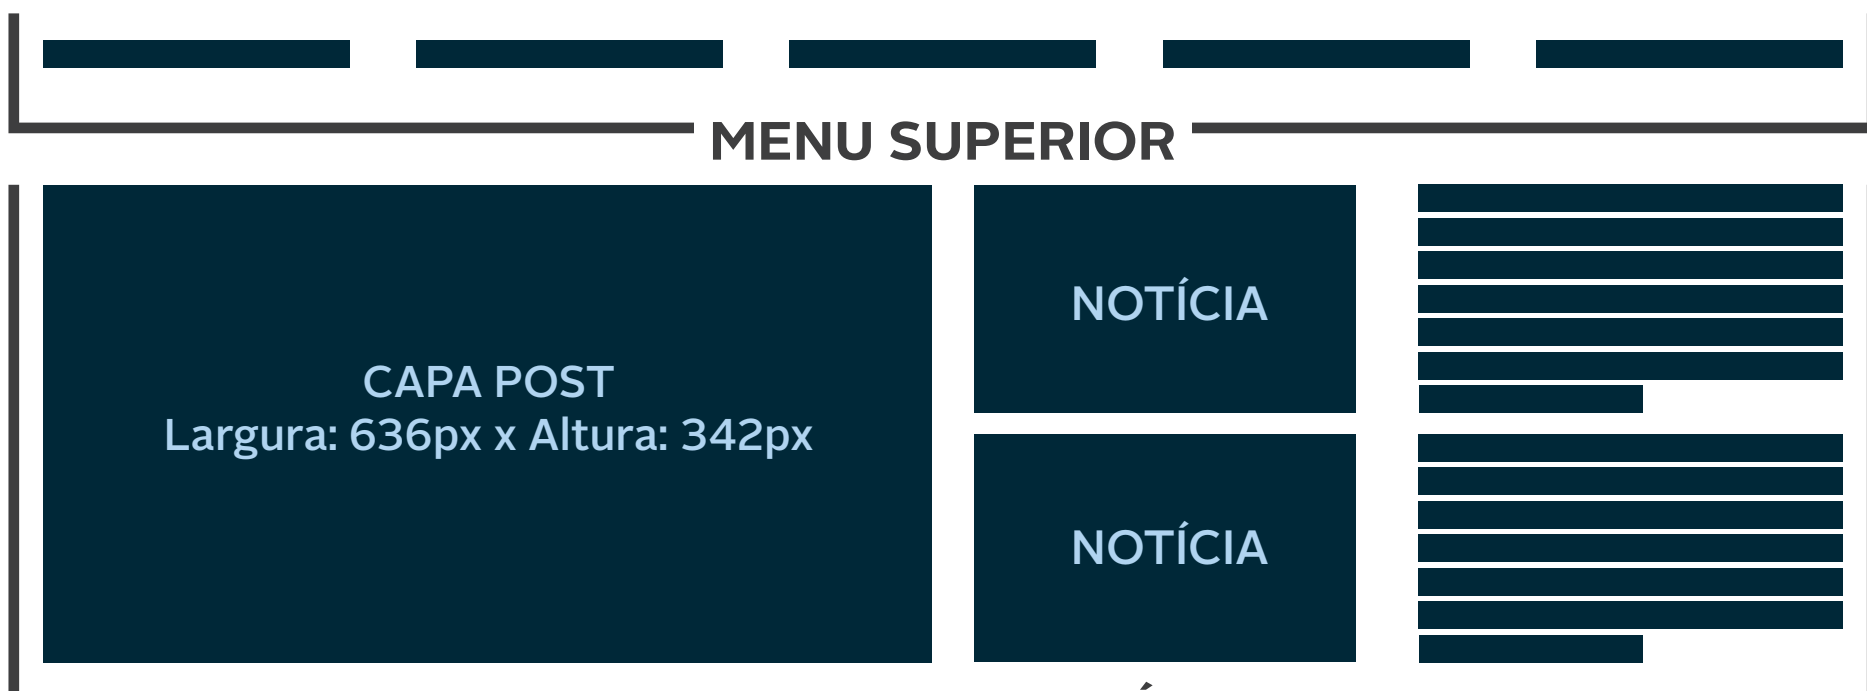 MENU SUPERIOR
CAPA POST
Largura: 636px x Altura: 342px
NOTÍCIA
NOTÍCIA